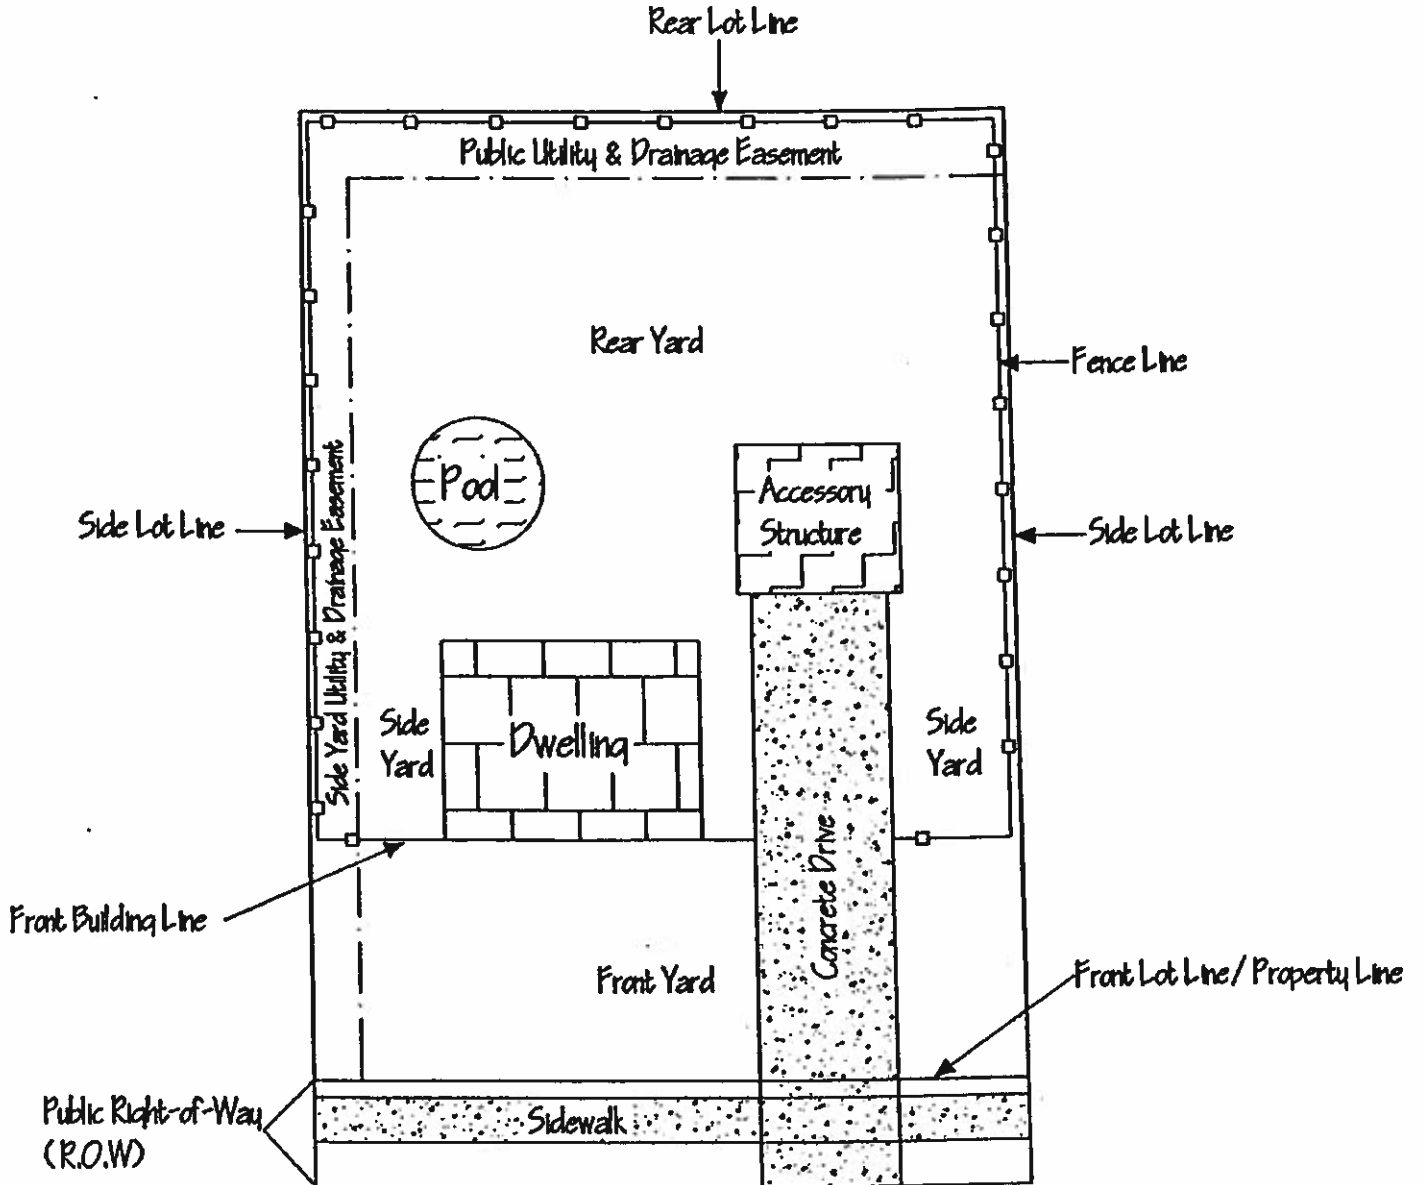 Rear Lot Line
Public Utility & Drainage Easement
Rear Yard
Fence Line
Pool
Accessory
Structure
Side Lot Line
Side Lot Line
Side Yard Utility & Drainage Easement
Side
Yard
Dwelling
Side
Yard
Concrete Drive
Front Building Line
Front Yard
Front Lot Line/ Property Line
Public Right-of-Way
(R.O.W)
Sidewalk